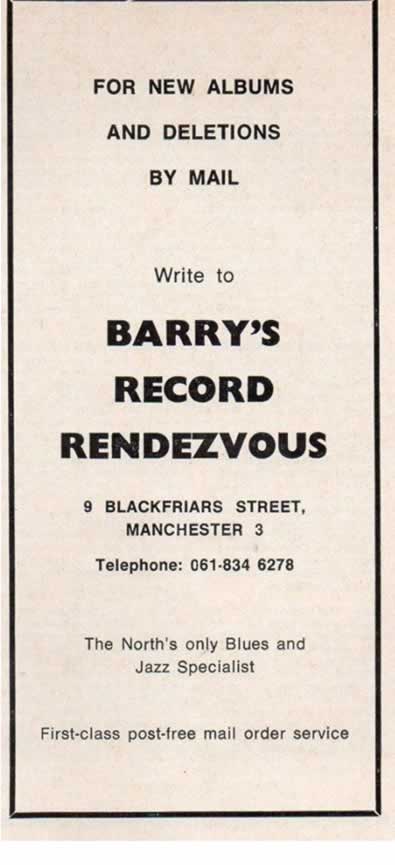 FOR NEW ALBUMS
AND DELETIONS
BY MAIL
Write to
BARRY'S
RECORD
RENDEZVOUS
9 BLACKFRIARS STREET,
MANCHESTER 3
Telephone: 061-834 6278
The North's only Blues and
Jazz Specialist
First-class post-free mail order service